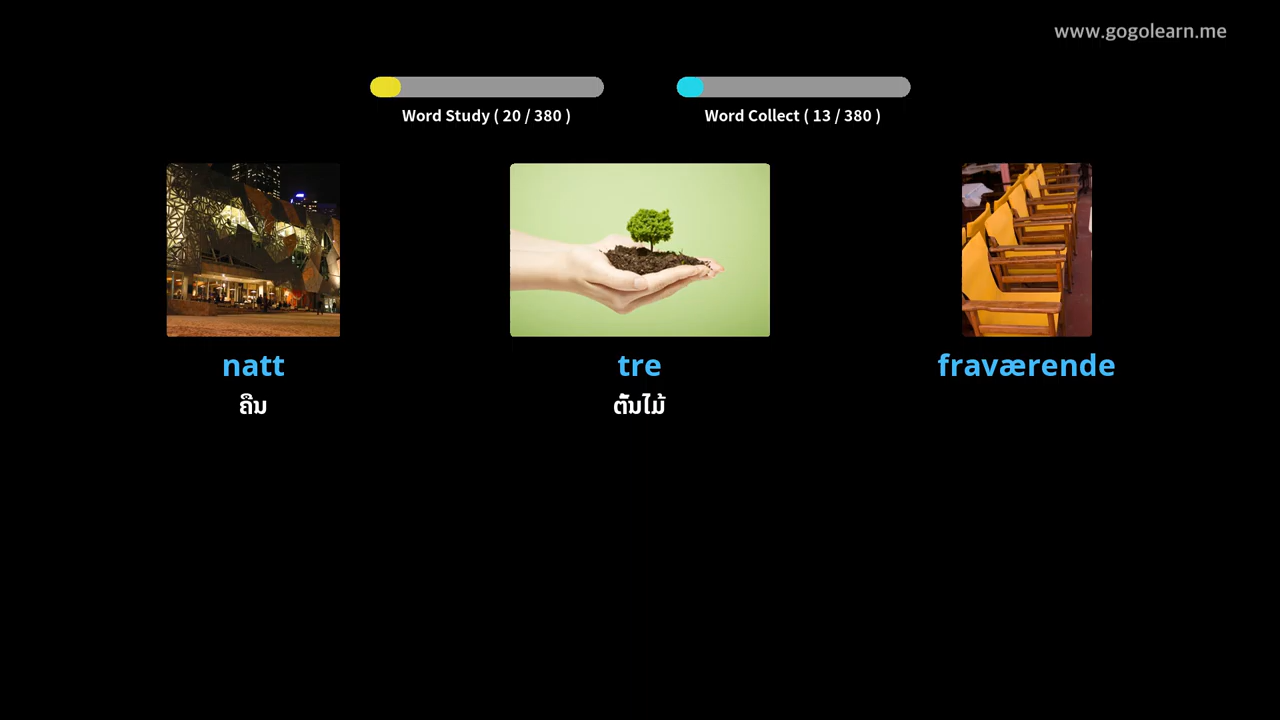 www.gogolearn.me
Word Study ( 20 / 380 )
Word Collect ( 13 / 380 )
natt
tre
fraværende
ຄືນ
ຕົ້ນໄມ້